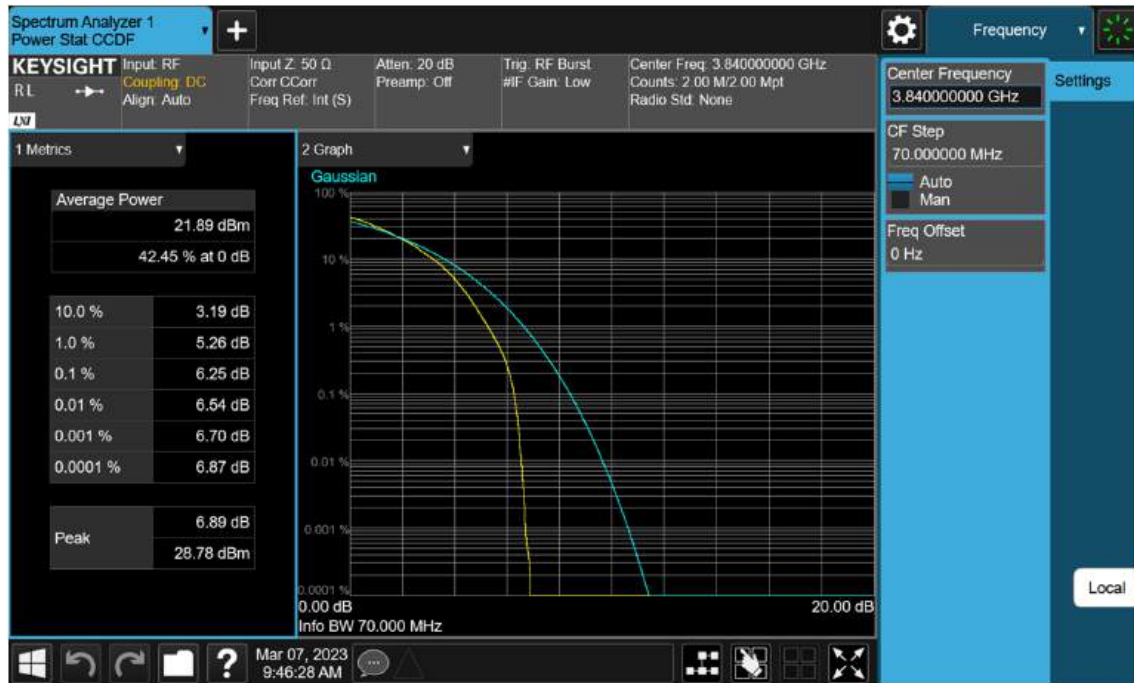 Spectrum Analyzer 1
Power Stat CCDF
+
Frequency
KEYSIGHT
RL
LXI
Input: RF
Coupling: DC
Align: Auto
Input Z: 50 Ω
Corr CCorr
Freq Ref: Int (S)
Atten: 20 dB
Preamp: Off
Trig: RF Burst
#IF Gain: Low
Center Freq: 3.840000000 GHz
Counts: 2.00 M/2.00 Mpt
Radio Std: None
Center Frequency
3.840000000 GHz
Settings
CF Step
70.000000 MHz
Auto
Man
Freq Offset
0 Hz
1 Metrics
Average Power
21.89 dBm
42.45 % at 0 dB
10.0 % 3.19 dB
1.0 % 5.26 dB
0.1 % 6.25 dB
0.01 % 6.54 dB
0.001 % 6.70 dB
0.0001 % 6.87 dB
Peak
6.89 dB
28.78 dBm
2 Graph
Gaussian
100 %
10 %
1 %
0.1 %
0.01 %
0.001 %
0.0001 %
0.00 dB 20.00 dB
Info BW 70.000 MHz
Local
?
Mar 07, 2023
9:46:28 AM